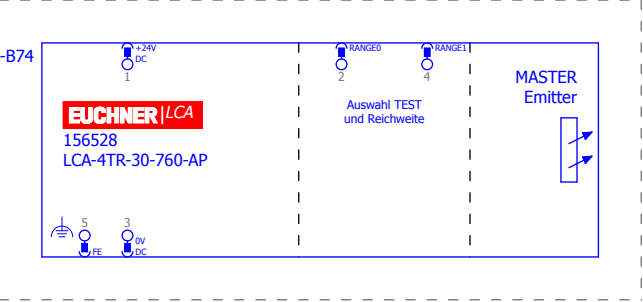 -B74
+24V
DC
1
RANGE0
2
RANGE1
4
MASTER
Emitter
EUCHNER LCA
156528
LCA-4TR-30-760-AP
Auswahl TEST
und Reichweite
5
FE
3
0V
DC